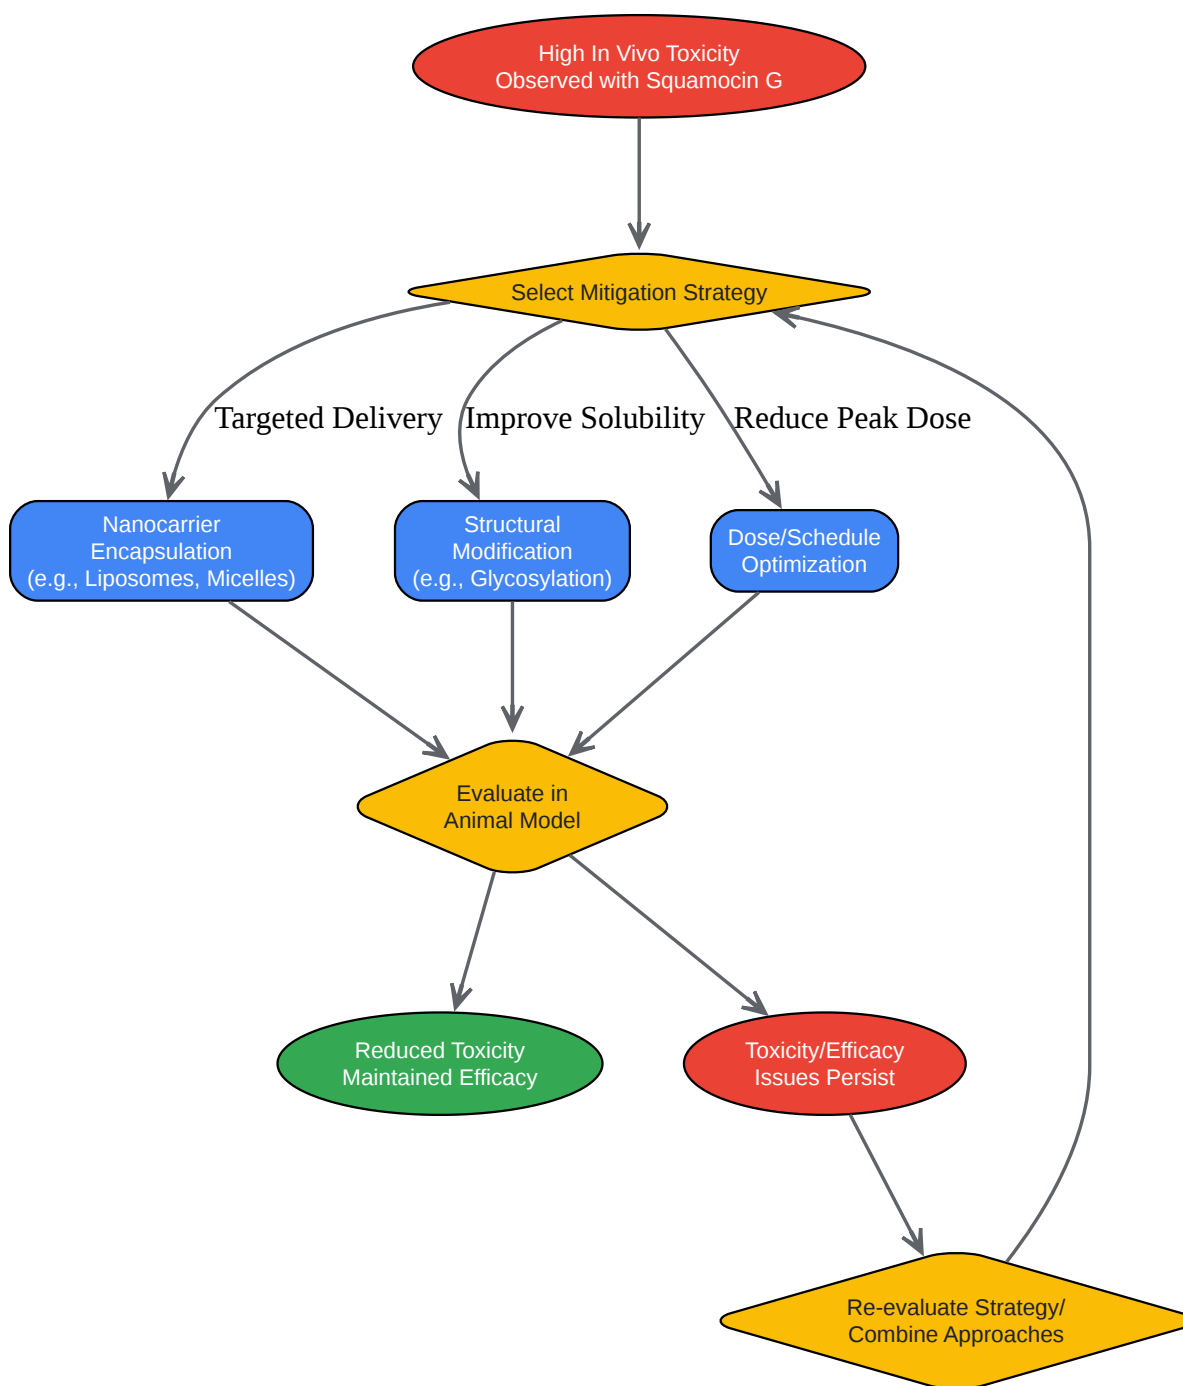 High In Vivo Toxicity
Observed with Squamocin G
Select Mitigation Strategy
Targeted Delivery
Improve Solubility
Reduce Peak Dose
Nanocarrier
Encapsulation
(e.g., Liposomes, Micelles)
Structural
Modification
(e.g., Glycosylation)
Dose/Schedule
Optimization
Evaluate in
Animal Model
Reduced Toxicity
Maintained Efficacy
Toxicity/Efficacy
Issues Persist
Re-evaluate Strategy/
Combine Approaches